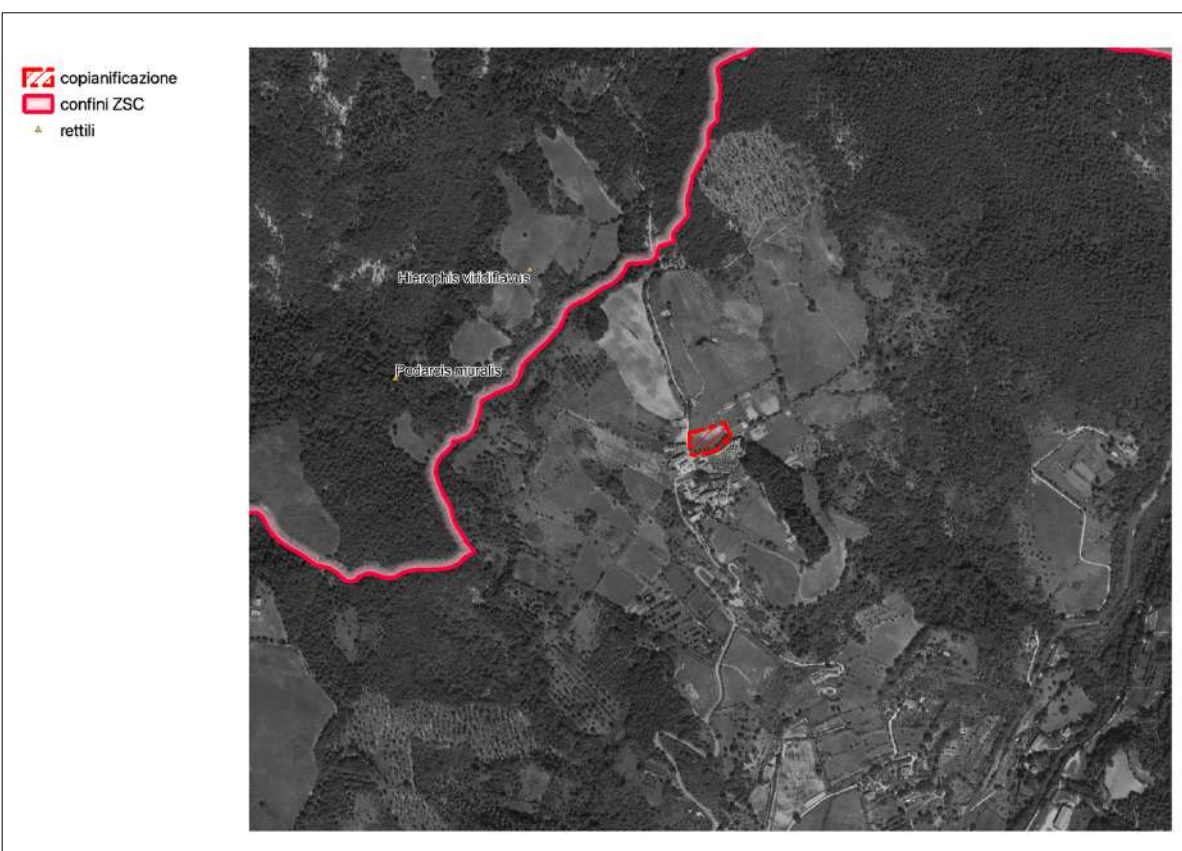 copianificazione
confini ZSC
rettili
Hierophis viridiflavus
Podarcis muralis